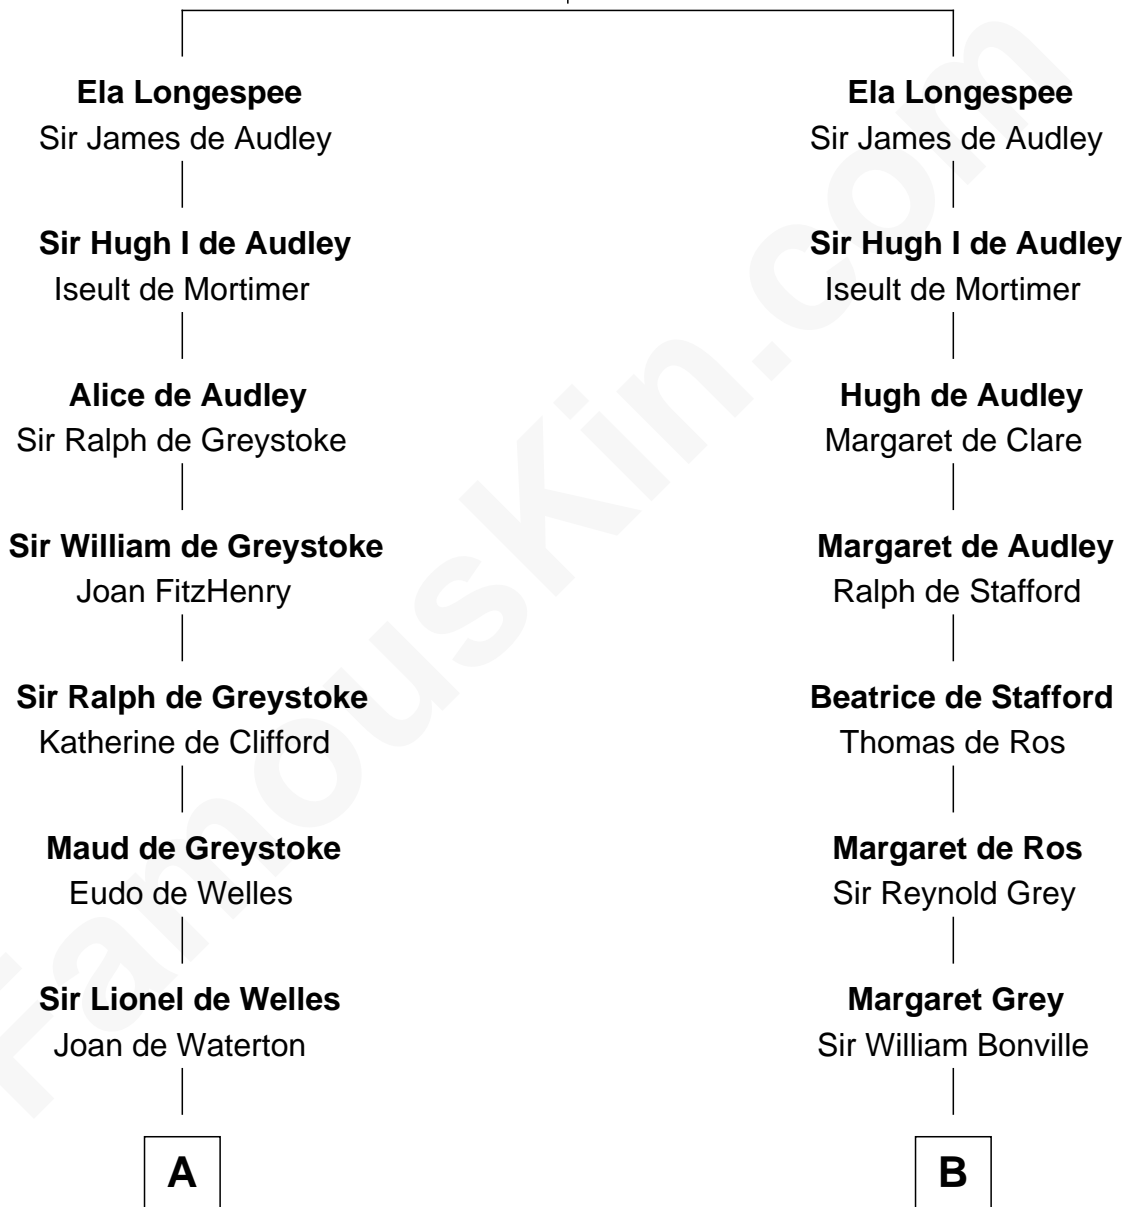 Ela Longespee
Sir James de Audley
Sir Hugh I de Audley
Iseult de Mortimer
Alice de Audley
Sir Ralph de Greystoke
Sir William de Greystoke
Joan FitzHenry
Sir Ralph de Greystoke
Katherine de Clifford
Maud de Greystoke
Eudo de Welles
Sir Lionel de Welles
Joan de Waterton
A
Ela Longespee
Sir James de Audley
Sir Hugh I de Audley
Iseult de Mortimer
Hugh de Audley
Margaret de Clare
Margaret de Audley
Ralph de Stafford
Beatrice de Stafford
Thomas de Ros
Margaret de Ros
Sir Reynold Grey
Margaret Grey
Sir William Bonville
B
FamousKin.com